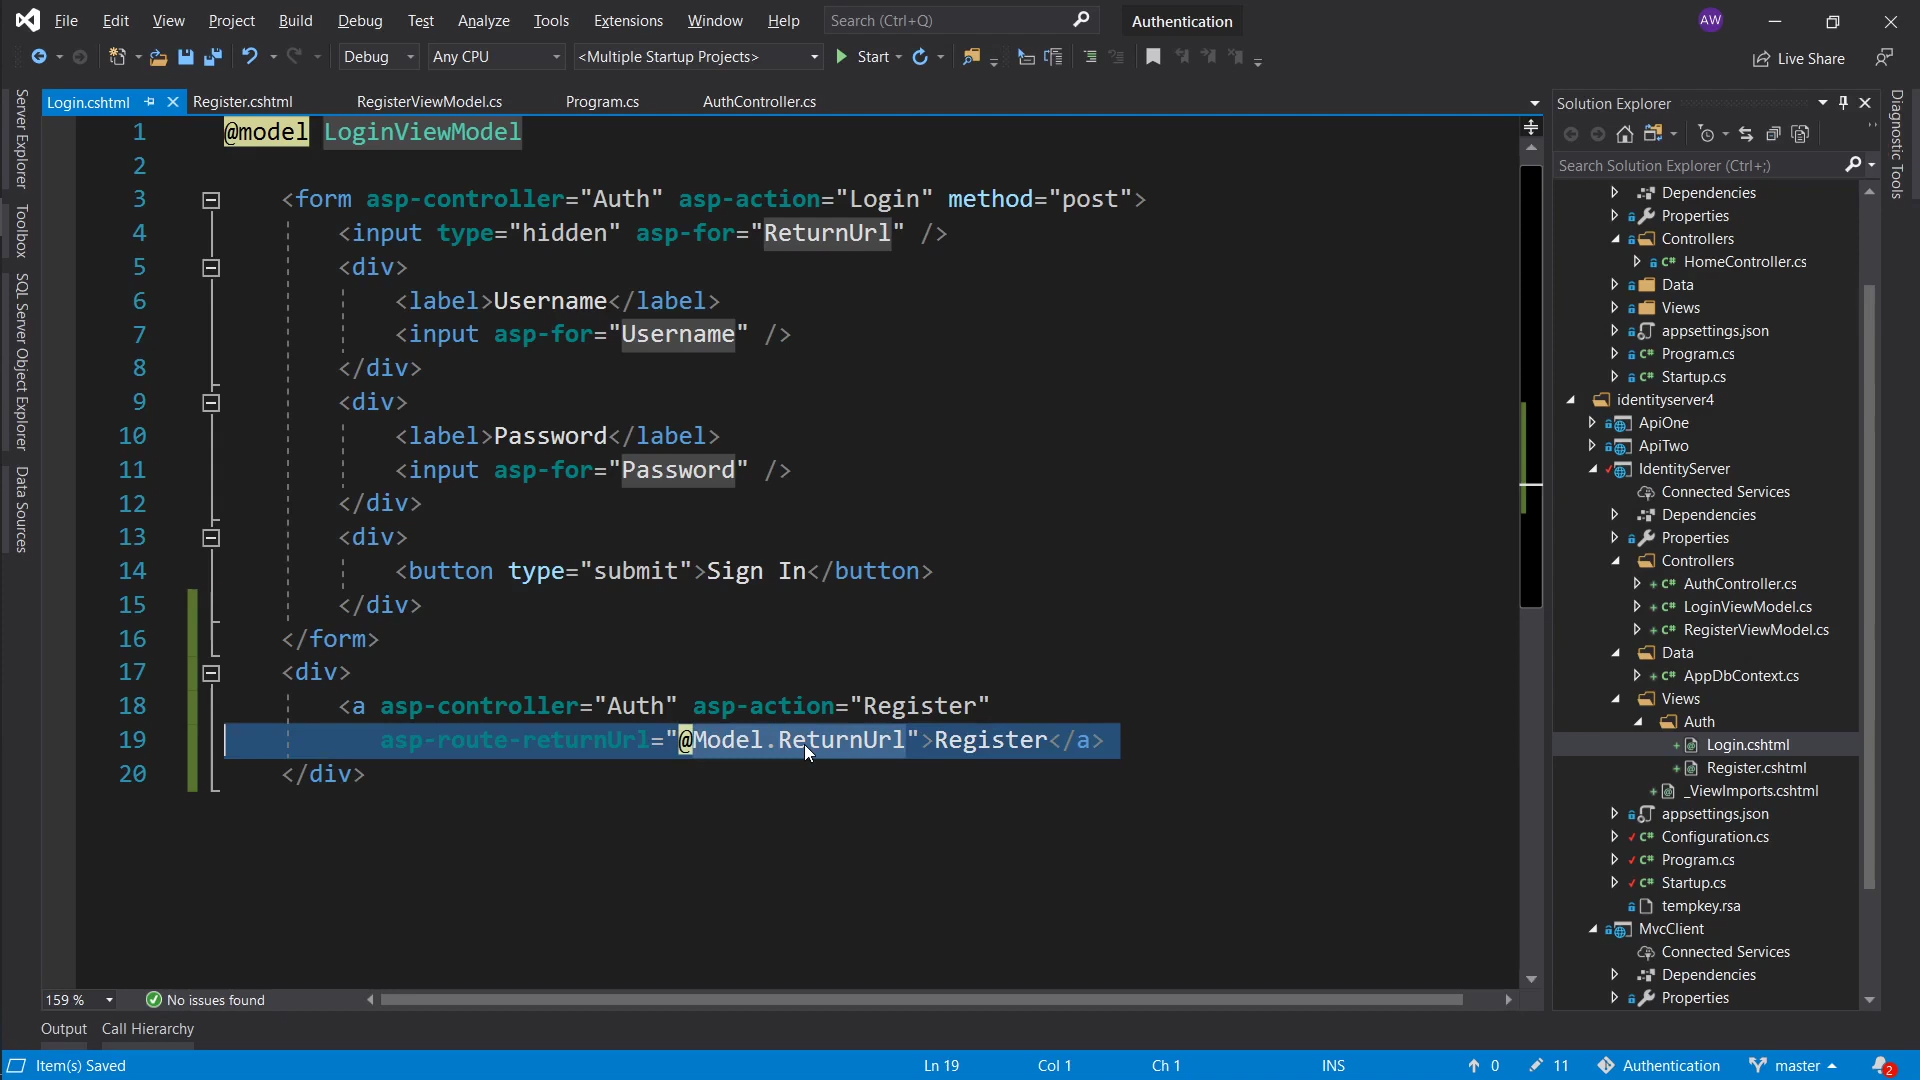 File Edit View Project Build Debug Test Analyze Tools Extensions Window Help Search (Ctrl+Q) Authentication AW
Debug Any CPU <Multiple Startup Projects> Start Live Share
Server Explorer
Toolbox
SQL Server Object Explorer
Data Sources
Login.cshtml Register.cshtml RegisterViewModel.cs Program.cs AuthController.cs
1 @model LoginViewModel
2
3 <form asp-controller="Auth" asp-action="Login" method="post">
4 <input type="hidden" asp-for="ReturnUrl" />
5 <div>
6 <label>Username</label>
7 <input asp-for="Username" />
8 </div>
9 <div>
10 <label>Password</label>
11 <input asp-for="Password" />
12 </div>
13 <div>
14 <button type="submit">Sign In</button>
15 </div>
16 </form>
17 <div>
18 <a asp-controller="Auth" asp-action="Register"
19 asp-route-returnUrl="@Model.ReturnUrl">Register</a>
20 </div>
159 % No issues found
Output Call Hierarchy
Solution Explorer
Search Solution Explorer (Ctrl+;)
Dependencies
Properties
Controllers
C# HomeController.cs
Data
Views
appsettings.json
C# Program.cs
C# Startup.cs
identityserver4
ApiOne
ApiTwo
IdentityServer
Connected Services
Dependencies
Properties
Controllers
C# AuthController.cs
C# LoginViewModel.cs
C# RegisterViewModel.cs
Data
C# AppDbContext.cs
Views
Auth
Login.cshtml
Register.cshtml
_ViewImports.cshtml
appsettings.json
C# Configuration.cs
C# Program.cs
C# Startup.cs
tempkey.rsa
MvcClient
Connected Services
Dependencies
Properties
Diagnostic Tools
Item(s) Saved Ln 19 Col 1 Ch 1 INS 0 11 Authentication master 2